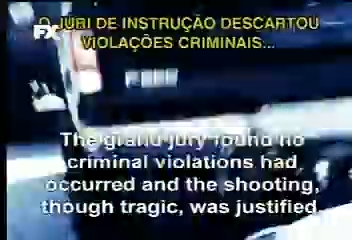 O JÚRI DE INSTRUÇÃO DESCARTOU
FX
VIOLAÇÕES CRIMINAIS...
The grand jury found no
criminal violations had
occurred and the shooting,
though tragic, was justified.